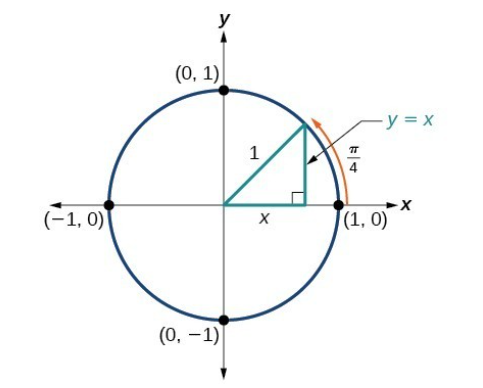 y
(0, 1)
y = x
1
π/4
x
(−1, 0)
x
(1, 0)
(0, −1)